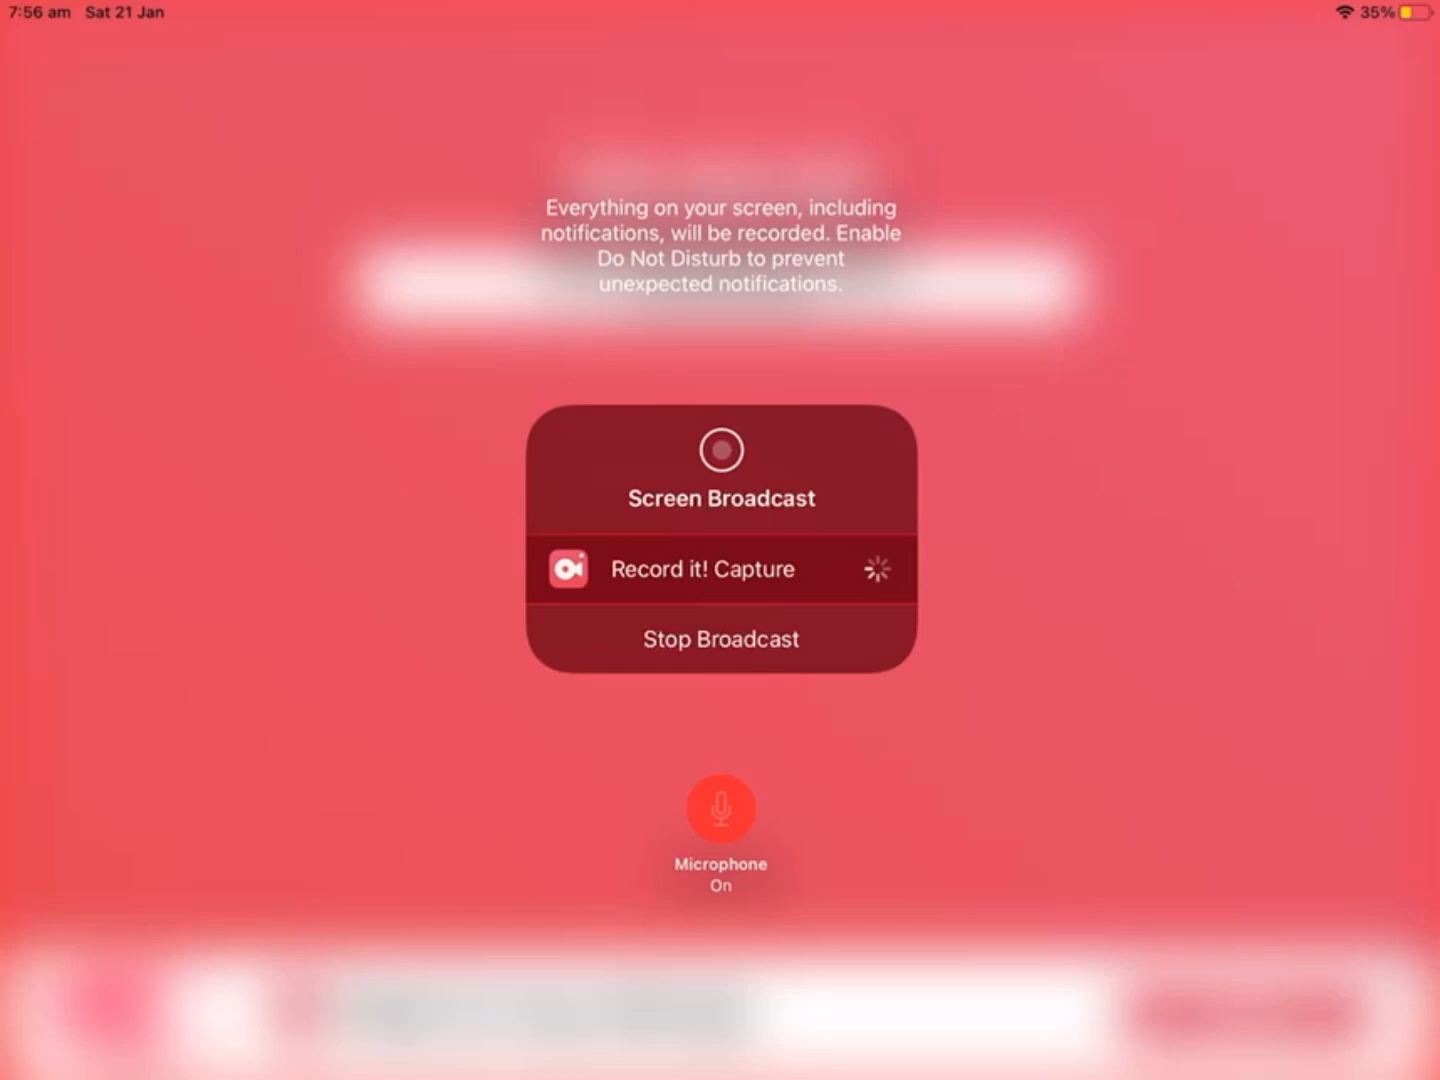 7:56 am Sat 21 Jan
35%
Everything on your screen, including
notifications, will be recorded. Enable
Do Not Disturb to prevent
unexpected notifications.
Screen Broadcast
Record it! Capture
Stop Broadcast
Microphone
On